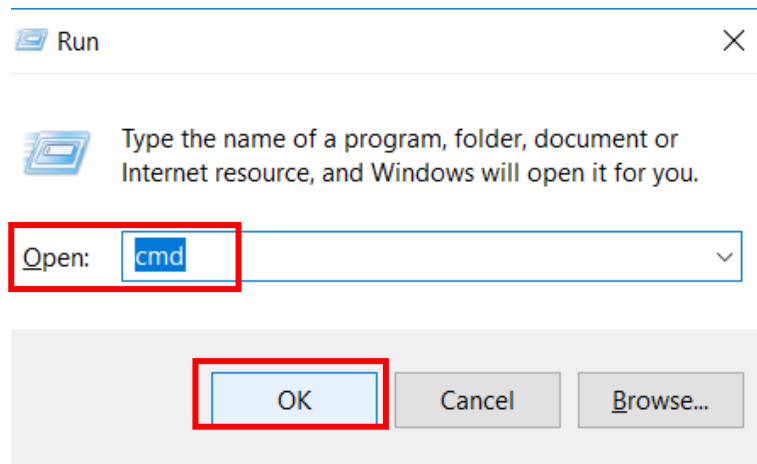 Run
Type the name of a program, folder, document or
Internet resource, and Windows will open it for you.
Open: cmd
OK Cancel Browse...